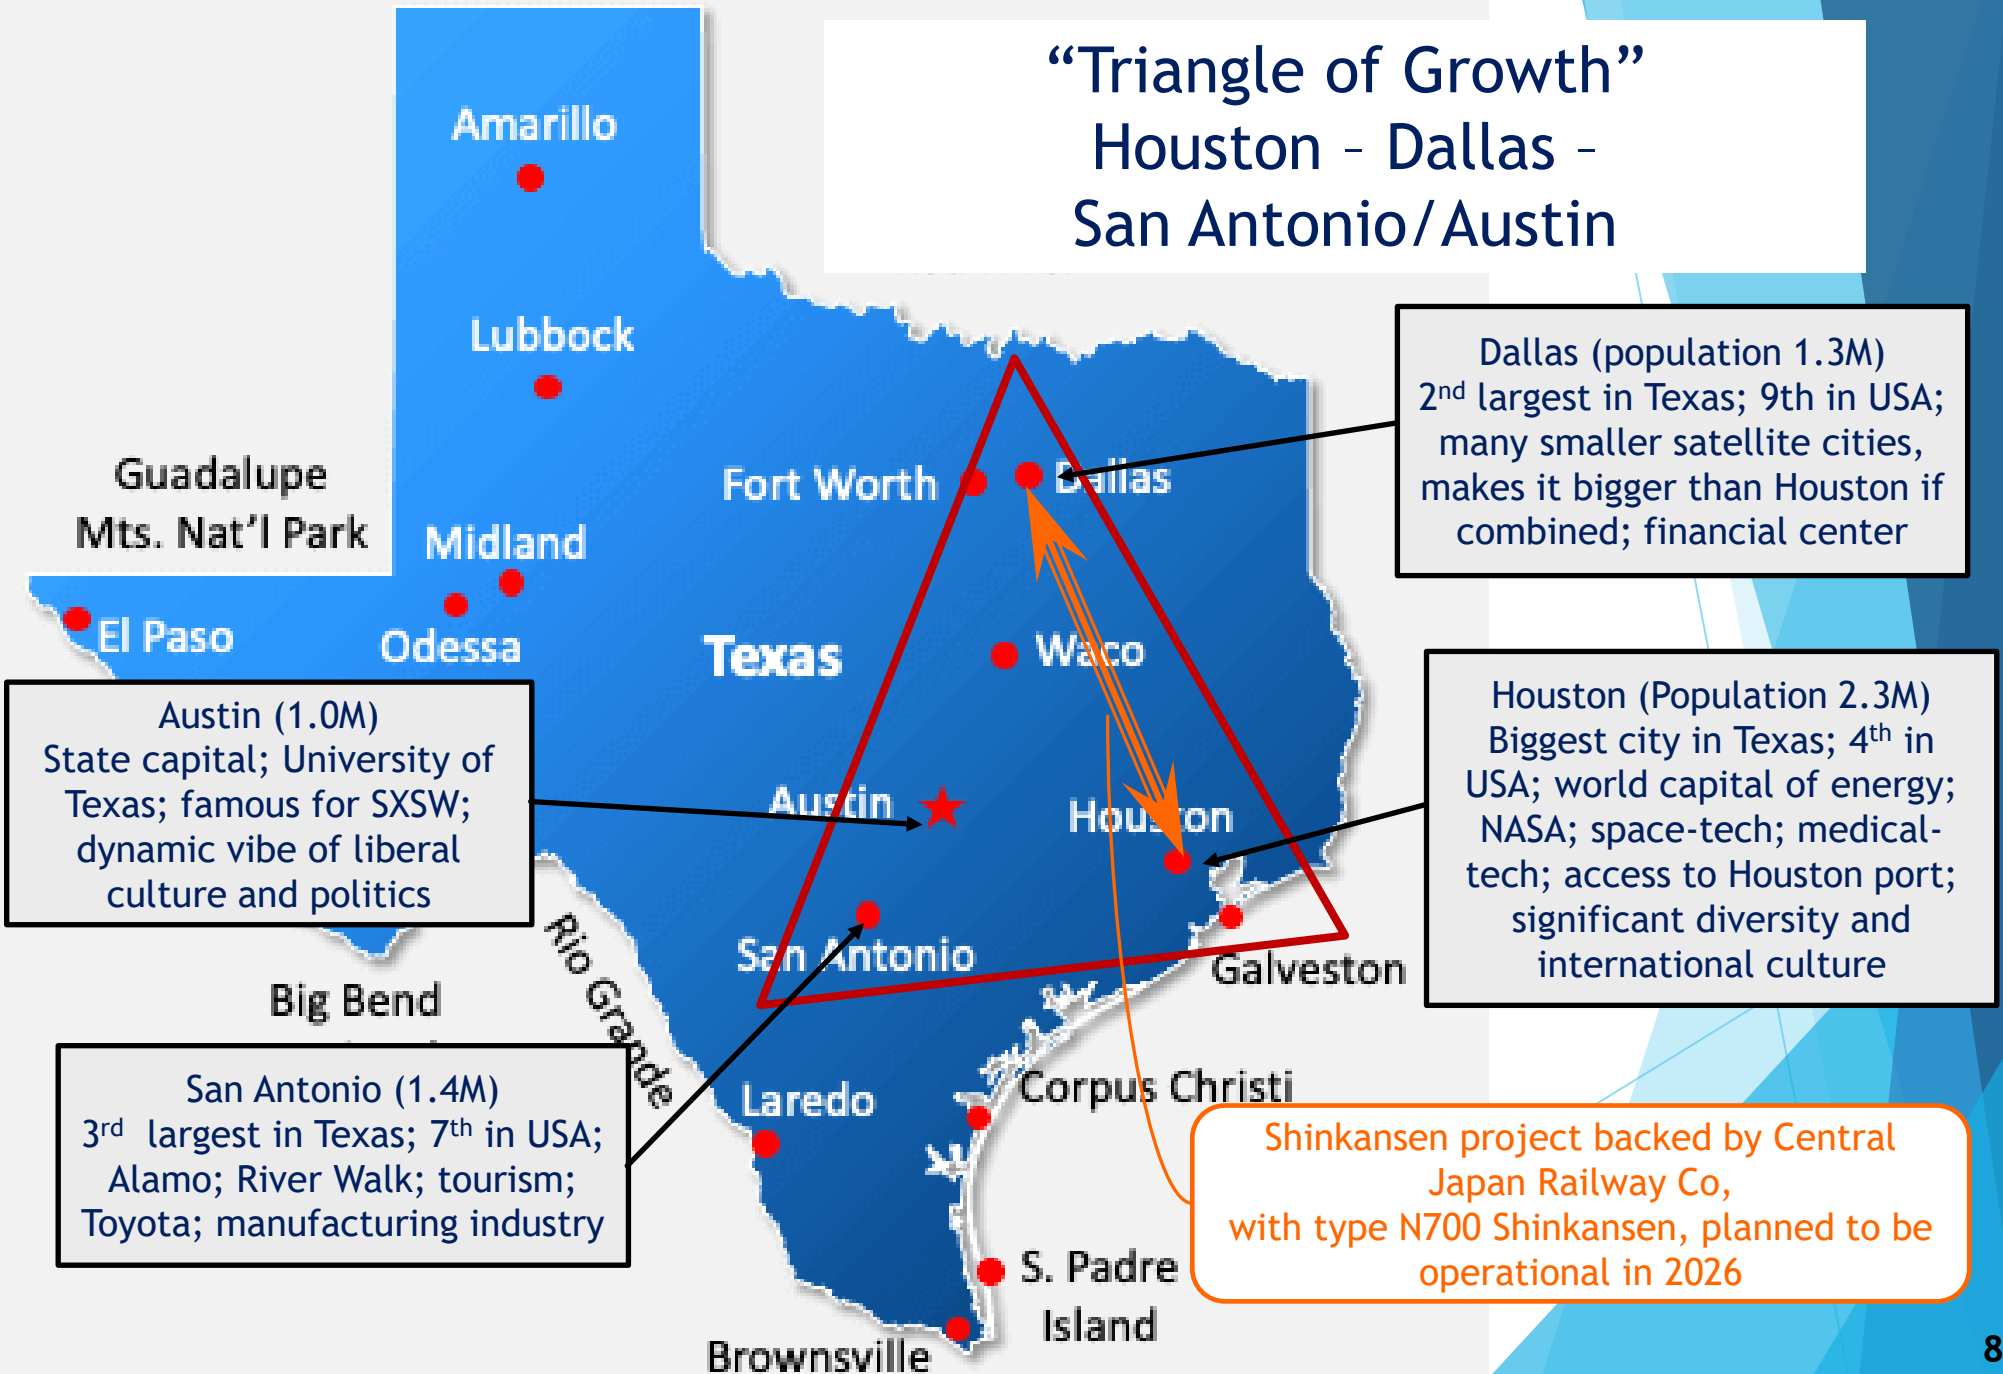 “Triangle of Growth”
Houston – Dallas –
San Antonio/Austin
Amarillo
Lubbock
Guadalupe
Mts. Nat’l Park
Midland
El Paso
Odessa
Fort Worth
Dallas
Texas
Waco
Austin
Houston
San Antonio
Galveston
Big Bend
Rio Grande
Laredo
Corpus Christi
S. Padre
Island
Brownsville
Dallas (population 1.3M)
2nd largest in Texas; 9th in USA;
many smaller satellite cities,
makes it bigger than Houston if
combined; financial center
Houston (Population 2.3M)
Biggest city in Texas; 4th in
USA; world capital of energy;
NASA; space-tech; medical-
tech; access to Houston port;
significant diversity and
international culture
Austin (1.0M)
State capital; University of
Texas; famous for SXSW;
dynamic vibe of liberal
culture and politics
San Antonio (1.4M)
3rd largest in Texas; 7th in USA;
Alamo; River Walk; tourism;
Toyota; manufacturing industry
Shinkansen project backed by Central
Japan Railway Co,
with type N700 Shinkansen, planned to be
operational in 2026
8